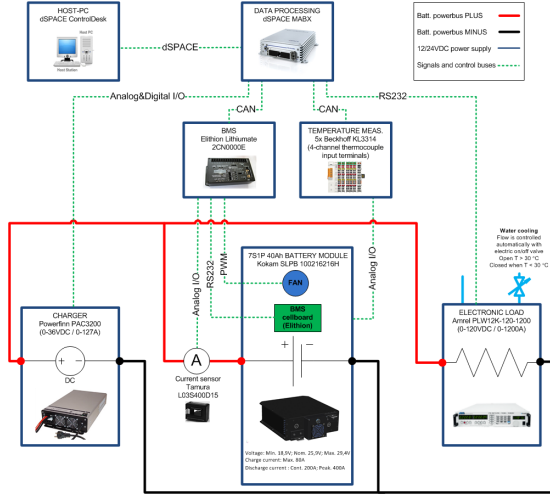 HOST-PC
dSPACE ControlDesk
Host PC
Host Button
DATA PROCESSING
dSPACE MABX
Batt. powerbus PLUS
Batt. powerbus MINUS
12/24VDC power supply
Signals and control buses
dSPACE
Analog&Digital I/O
CAN
CAN
RS232
BMS
Elithion Lithiumate
2CN0000E
TEMPERATURE MEAS.
5x Beckhoff KL3314
(4-channel thermocouple
input terminals)
Water cooling
Flow is controlled
automatically with
electric on/off valve
Open T > 30 °C
Closed when T < 30 °C
Analog I/O
RS232
PWM
Analog I/O
7S1P 40Ah BATTERY MODULE
Kokam SLPB 100216216H
FAN
BMS
cellboard
(Elithion)
+ −
CHARGER
Powerfinn PAC3200
(0-36VDC / 0-127A)
+ −
DC
A
Current sensor
Tamura
L03S400D15
ELECTRONIC LOAD
Amrel PLW12K-120-1200
(0-120VDC / 0-1200A)
Voltage: Min. 18,9V; Nom. 25,9V; Max. 29,4V
Charge current: Max. 80A
Discharge current : Cont. 200A; Peak. 400A